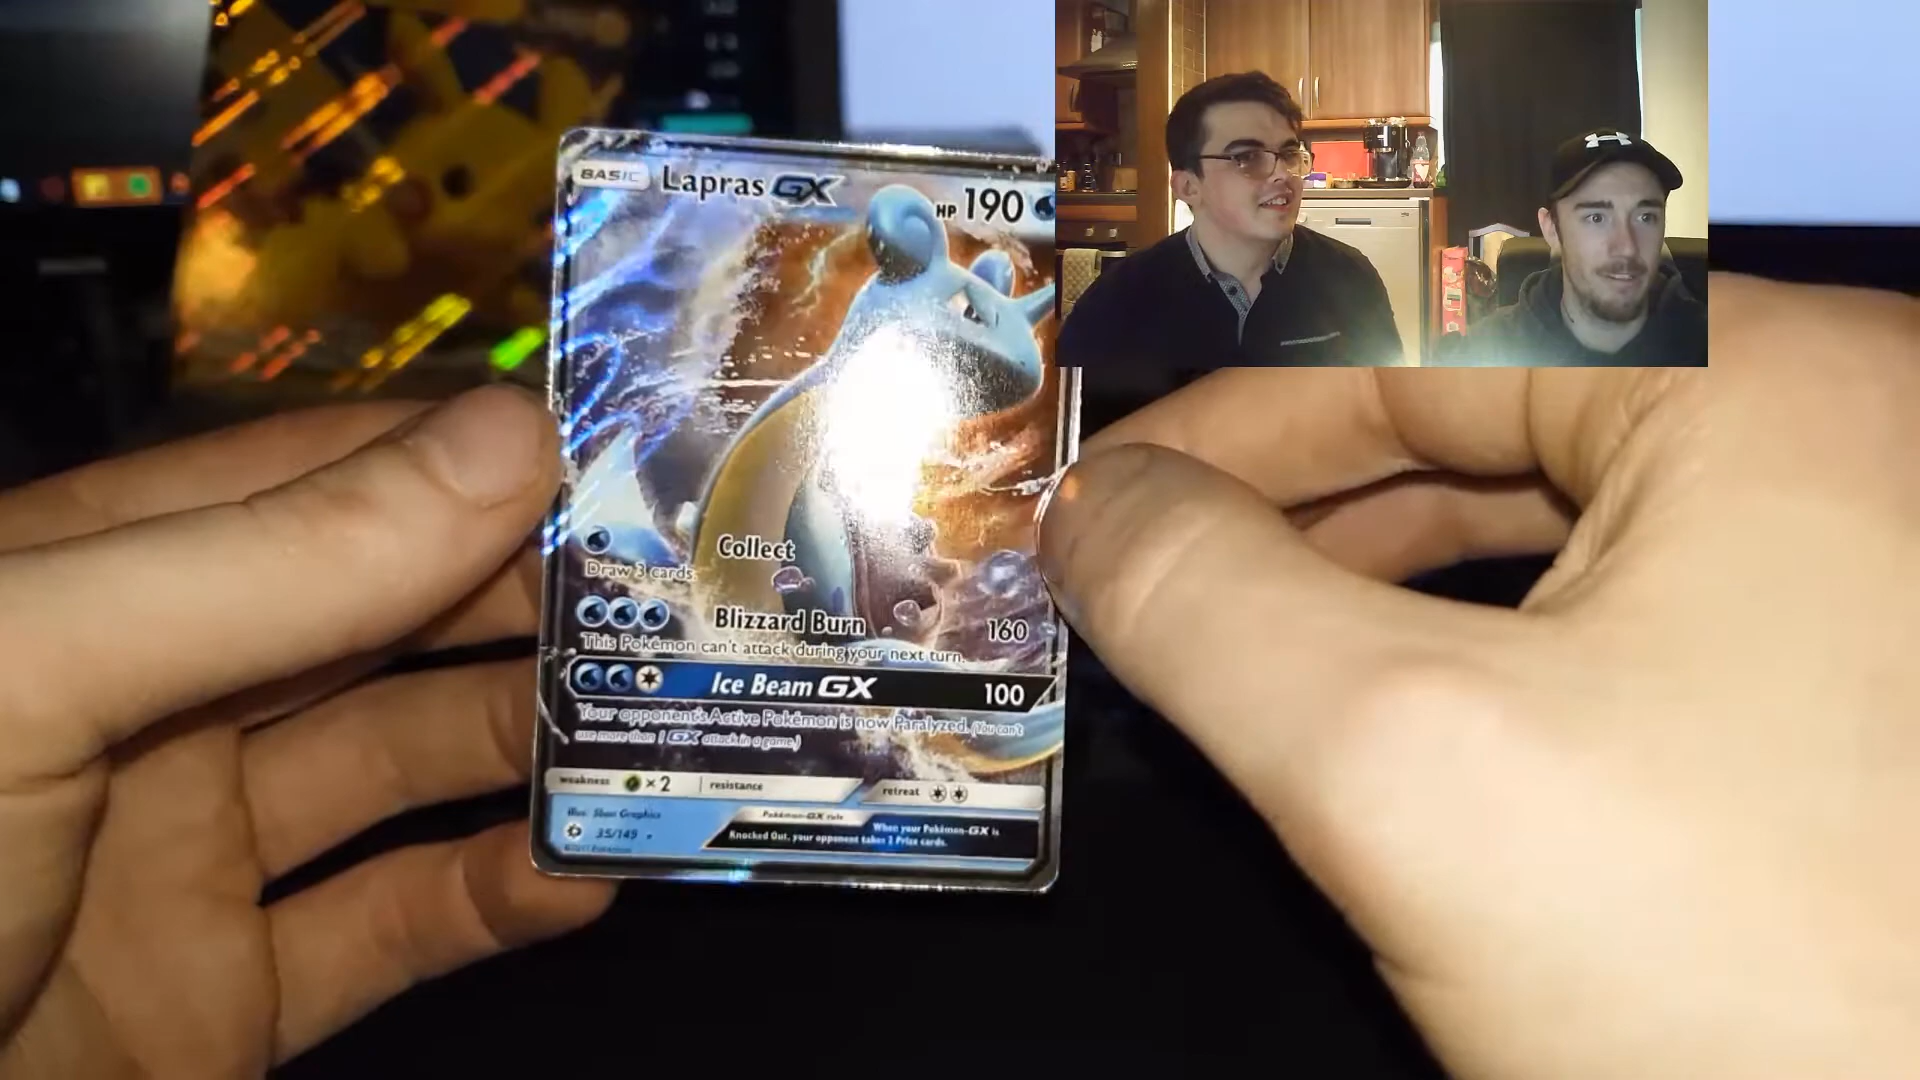 BASIC Lapras GX HP 190
Collect
Draw 3 cards.
Blizzard Burn 160
This Pokémon can't attack during your next turn.
Ice Beam GX 100
Your opponent's Active Pokémon is now Paralyzed. (You can't
use more than 1 GX attack in a game.)
weakness ×2 resistance retreat
illus. 5ban Graphics
35/149
Pokémon-GX rule
When your Pokémon-GX is
Knocked Out, your opponent takes 2 Prize cards.